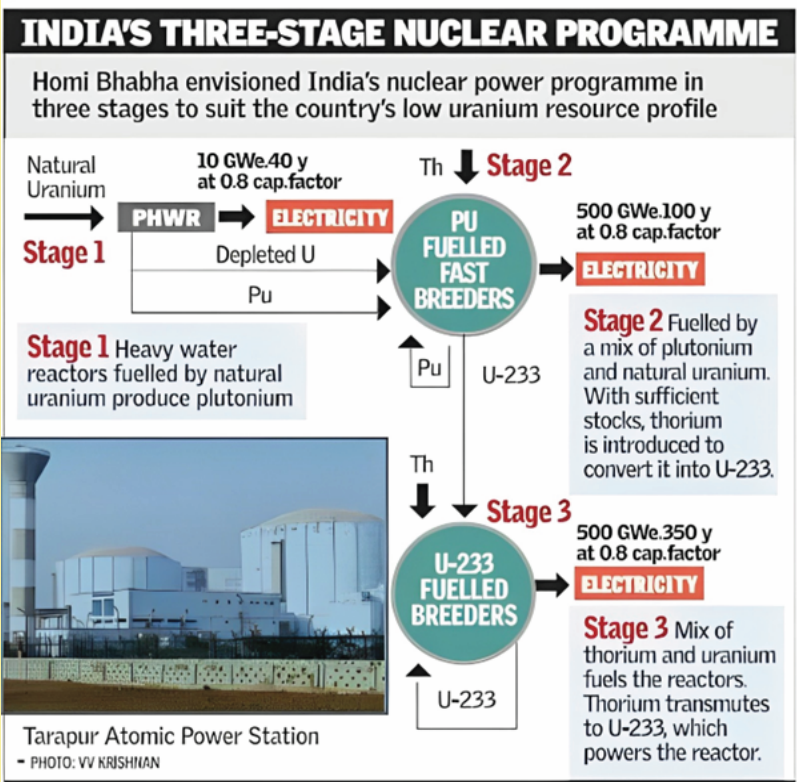 INDIA'S THREE-STAGE NUCLEAR PROGRAMME
Homi Bhabha envisioned India's nuclear power programme in
three stages to suit the country's low uranium resource profile
Natural
Uranium
Stage 1
PHWR
10 GWe.40 y
at 0.8 cap.factor
ELECTRICITY
Depleted U
Pu
Th
Stage 2
PU
FUELLED
FAST
BREEDERS
500 GWe.100 y
at 0.8 cap.factor
ELECTRICITY
Stage 1 Heavy water
reactors fuelled by natural
uranium produce plutonium
Pu
U-233
Stage 2 Fuelled by
a mix of plutonium
and natural uranium.
With sufficient
stocks, thorium
is introduced to
convert it into U-233.
Th
Stage 3
U-233
FUELLED
BREEDERS
500 GWe.350 y
at 0.8 cap.factor
ELECTRICITY
U-233
Stage 3 Mix of
thorium and uranium
fuels the reactors.
Thorium transmutes
to U-233, which
powers the reactor.
Tarapur Atomic Power Station
- PHOTO: VV KRISHNAN